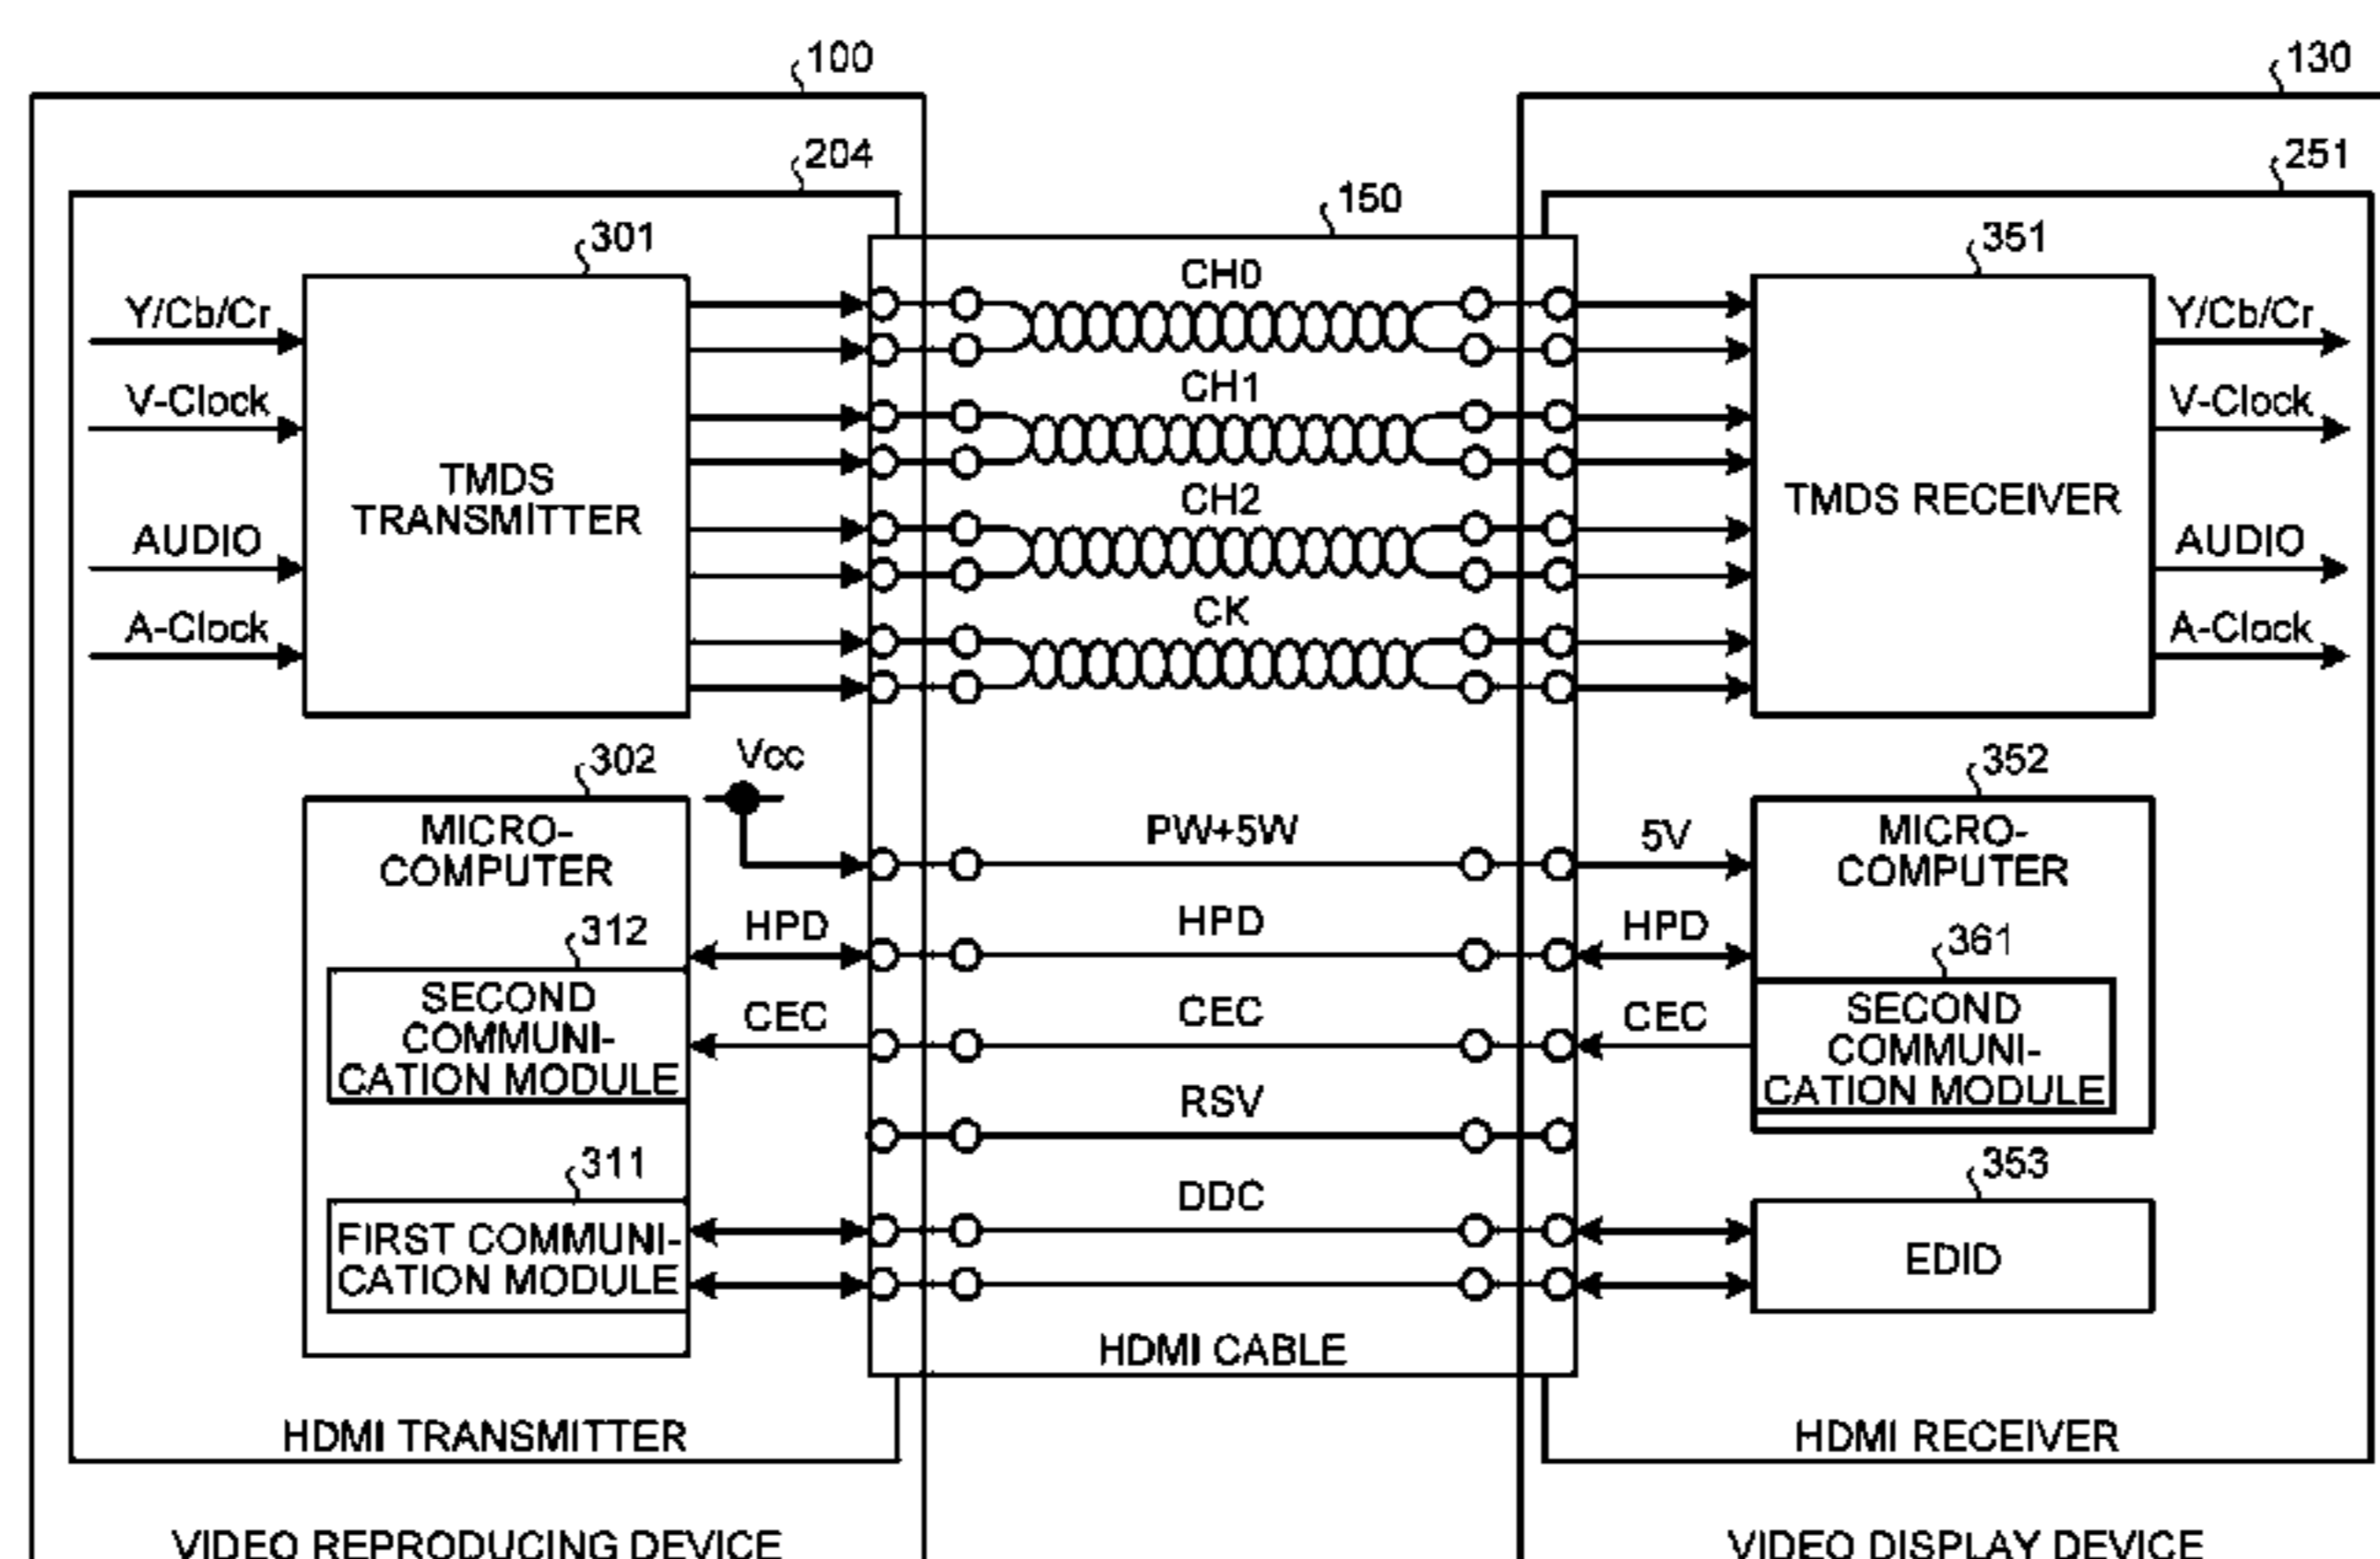 100
130
204
251
150
301
351
CH0
Y/Cb/Cr
Y/Cb/Cr
CH1
V-Clock
V-Clock
TMDS
TRANSMITTER
CH2
TMDS RECEIVER
AUDIO
AUDIO
CK
A-Clock
A-Clock
302
Vcc
352
MICRO-
COMPUTER
PW+5W
5V
MICRO-
COMPUTER
312
HPD
HPD
HPD
361
SECOND
COMMUNI-
CATION MODULE
CEC
CEC
CEC
SECOND
COMMUNI-
CATION MODULE
RSV
311
353
DDC
FIRST COMMUNI-
CATION MODULE
EDID
HDMI CABLE
HDMI TRANSMITTER
HDMI RECEIVER
VIDEO REPRODUCING DEVICE
VIDEO DISPLAY DEVICE